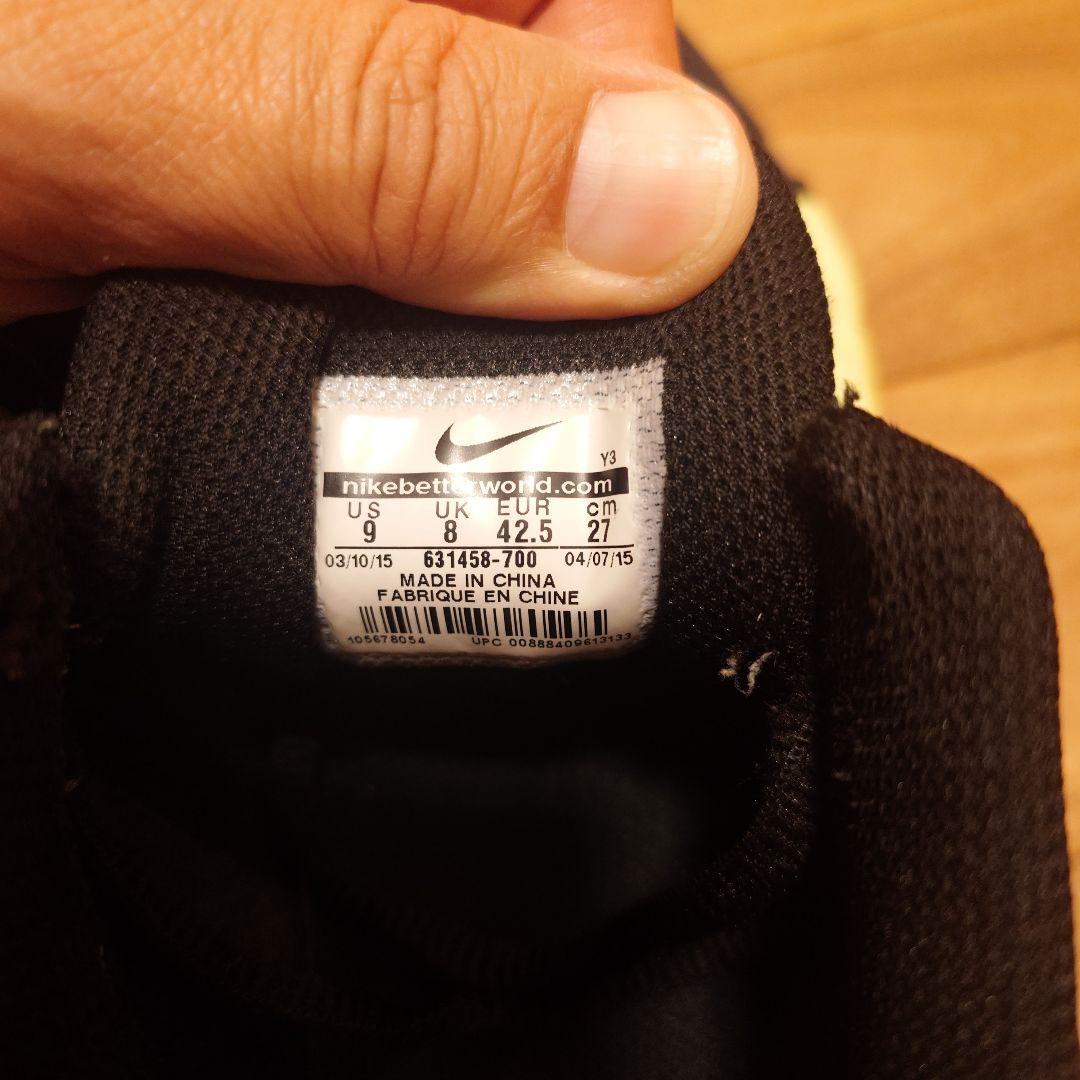 Y3
nikebetterworld.com
US UK EUR cm
9 8 42.5 27
03/10/15 631458-700 04/07/15
MADE IN CHINA
FABRIQUE EN CHINE
105678054 UPC 00888409613133